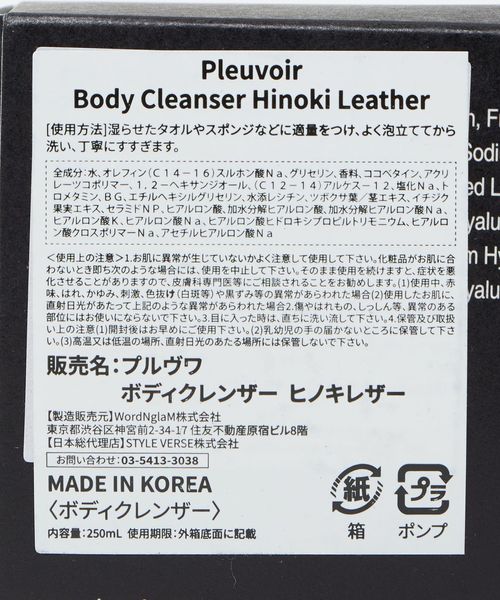 Pleuvoir
Body Cleanser Hinoki Leather
[使用方法]湿らせたタオルやスポンジなどに適量をつけ、よく泡立ててから
洗い、丁寧にすすぎます。
全成分:水、オレフィン(C14－16)スルホン酸Na、グリセリン、香料、ココベタイン、アクリ
レーツコポリマー、1,2－ヘキサンジオール、(C12－14)アルケス－12、塩化Na、ト
ロメタミン、BG、エチルヘキシルグリセリン、水添レシチン、ツボクサ葉／茎エキス、イチジク
果実エキス、セラミドNP、ヒアルロン酸、加水分解ヒアルロン酸、加水分解ヒアルロン酸Na、
ヒアルロン酸K、ヒアルロン酸Na、ヒアルロン酸ヒドロキシプロピルトリモニウム、ヒアルロン
酸クロスポリマーNa、アセチルヒアルロン酸Na
＜使用上の注意＞1.お肌に異常が生じていないかよく注意して使用して下さい。化粧品がお肌に合
わないとき即ち次のような場合には、使用を中止して下さい。そのまま使用を続けますと、症状を悪
化させることがありますので、皮膚科専門医等にご相談されることをお勧めします。(1)使用中、赤
味、はれ、かゆみ、刺激、色抜け(白斑等)や黒ずみ等の異常があらわれた場合(2)使用したお肌に、
直射日光があたって上記のような異常があらわれた場合2.傷やはれもの、しっしん等、異常のある
部位にはお使いにならないで下さい。3.目に入った時は、直ちに洗い流して下さい。4.保管及び取扱
い上の注意(1)開封後はお早めにご使用下さい。(2)乳幼児の手の届かないところに保管して下さ
い。(3)高温又は低温の場所、直射日光のあたる場所には保管しないで下さい。
販売名:プルヴワ
ボディクレンザー ヒノキレザー
【製造販売元】WordNglaM株式会社
東京都渋谷区神宮前2-34-17 住友不動産原宿ビル8階
【日本総代理店】STYLE VERSE株式会社
お問い合わせ:03-5413-3038
MADE IN KOREA
〈ボディクレンザー〉
内容量:250mL 使用期限:外箱底面に記載
紙
箱
プラ
ポンプ